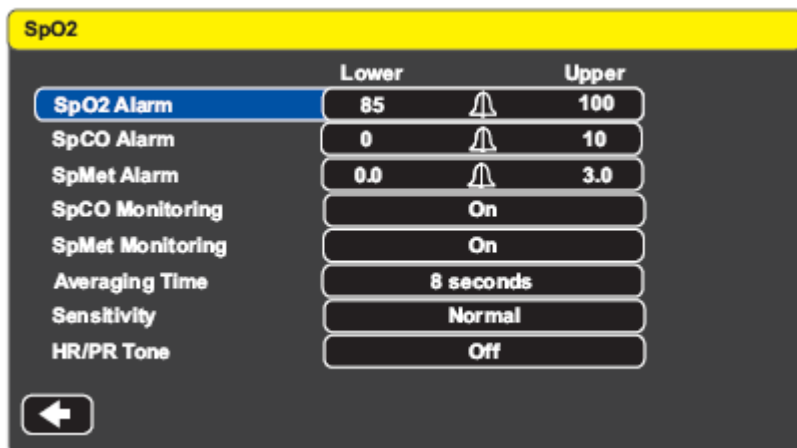 SpO2
Lower Upper
SpO2 Alarm 85 100
SpCO Alarm 0 10
SpMet Alarm 0.0 3.0
SpCO Monitoring On
SpMet Monitoring On
Averaging Time 8 seconds
Sensitivity Normal
HR/PR Tone Off